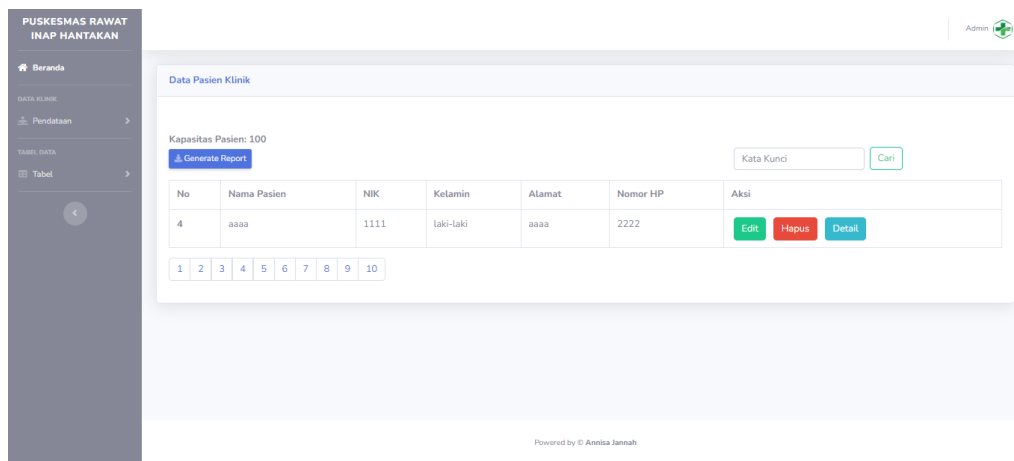 PUSKESMAS RAWAT
INAP HANTAKAN
Admin
Beranda
DATA KLINIK
Pendataan
TABEL DATA
Tabel
Data Pasien Klinik
Kapasitas Pasien: 100
Generate Report
Kata Kunci
Cari
No Nama Pasien NIK Kelamin Alamat Nomor HP Aksi
4 aaaa 1111 laki-laki aaaa 2222 Edit Hapus Detail
1 2 3 4 5 6 7 8 9 10
Powered by © Annisa Jannah